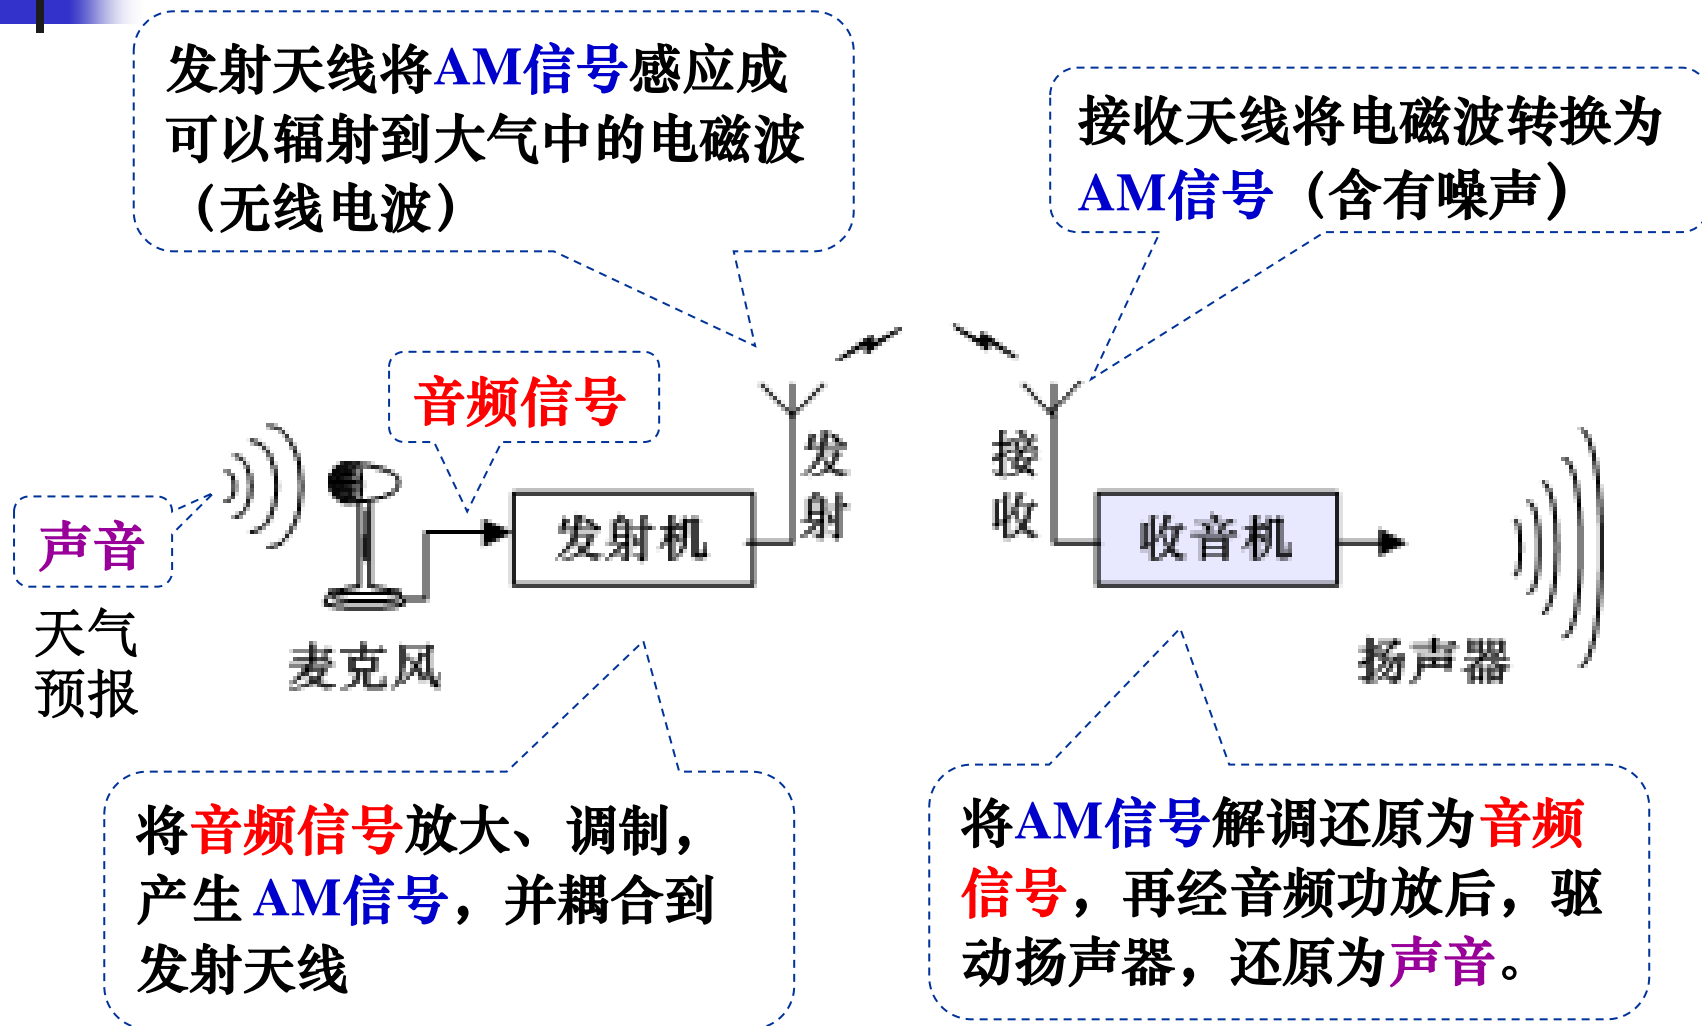 发射天线将AM信号感应成
可以辐射到大气中的电磁波
（无线电波）
接收天线将电磁波转换为
AM信号（含有噪声）
音频信号
声音
天气
预报
麦克风
发射机
发
射
接
收
收音机
扬声器
将音频信号放大、调制，
产生AM信号，并耦合到
发射天线
将AM信号解调还原为音频
信号，再经音频功放后，驱
动扬声器，还原为声音。